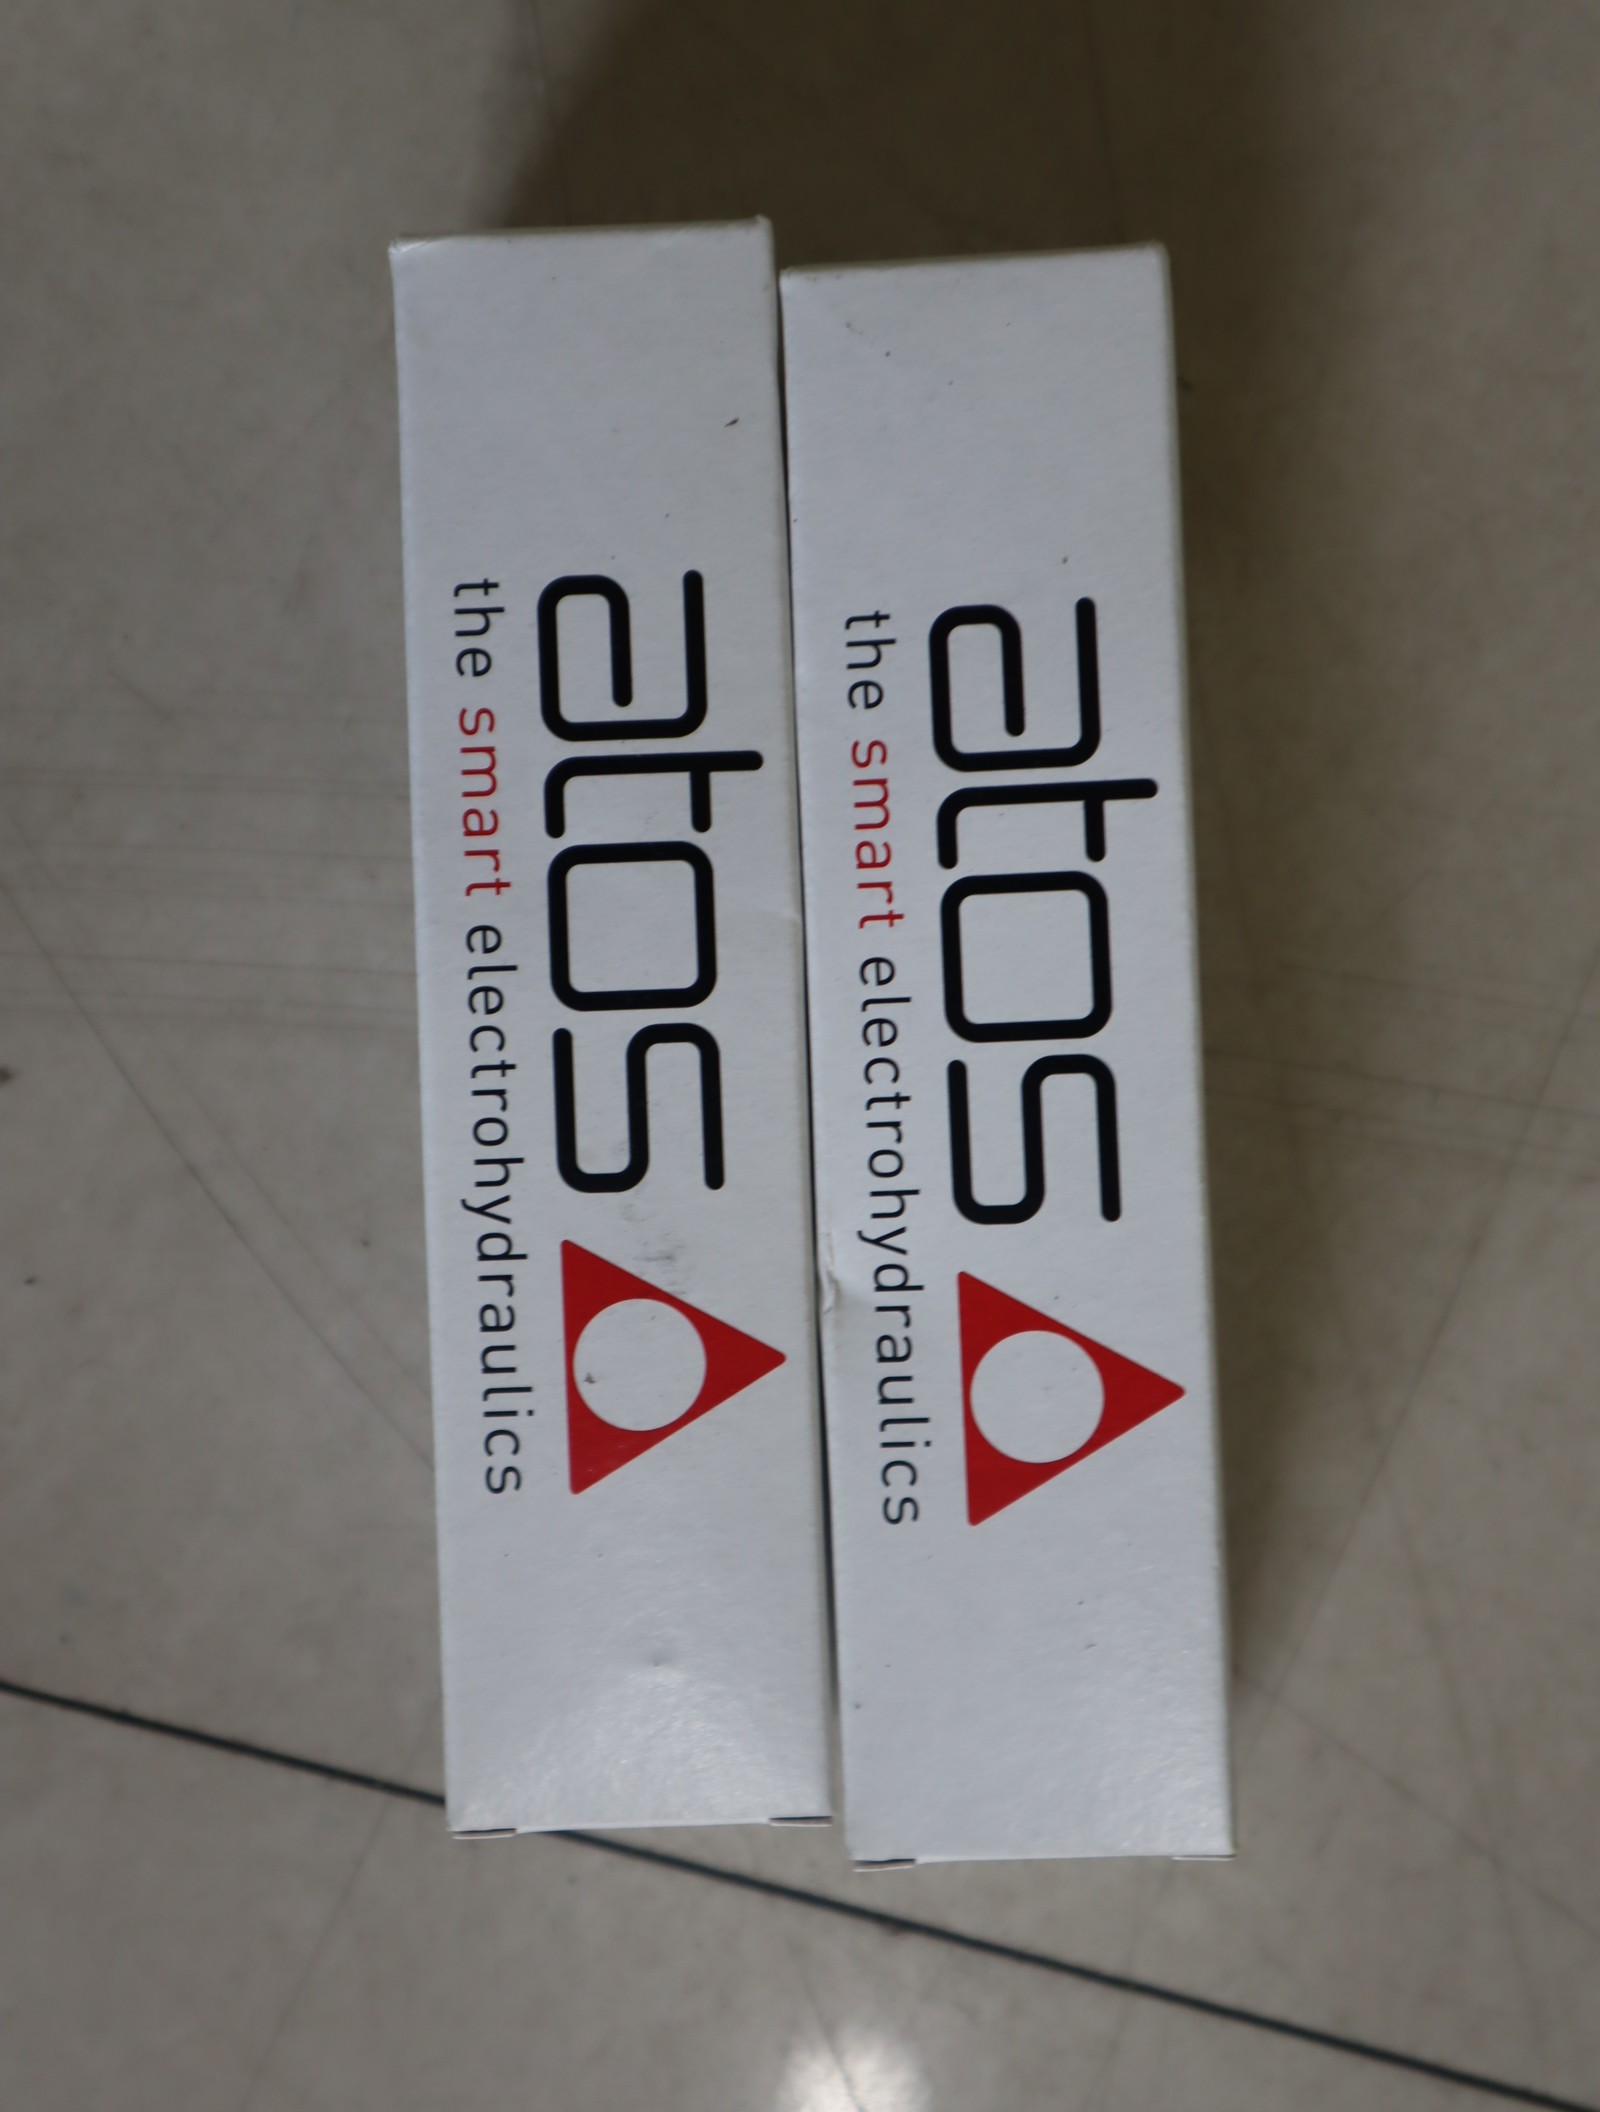 atos
the smart electrohydraulics
atos
the smart electrohydraulics